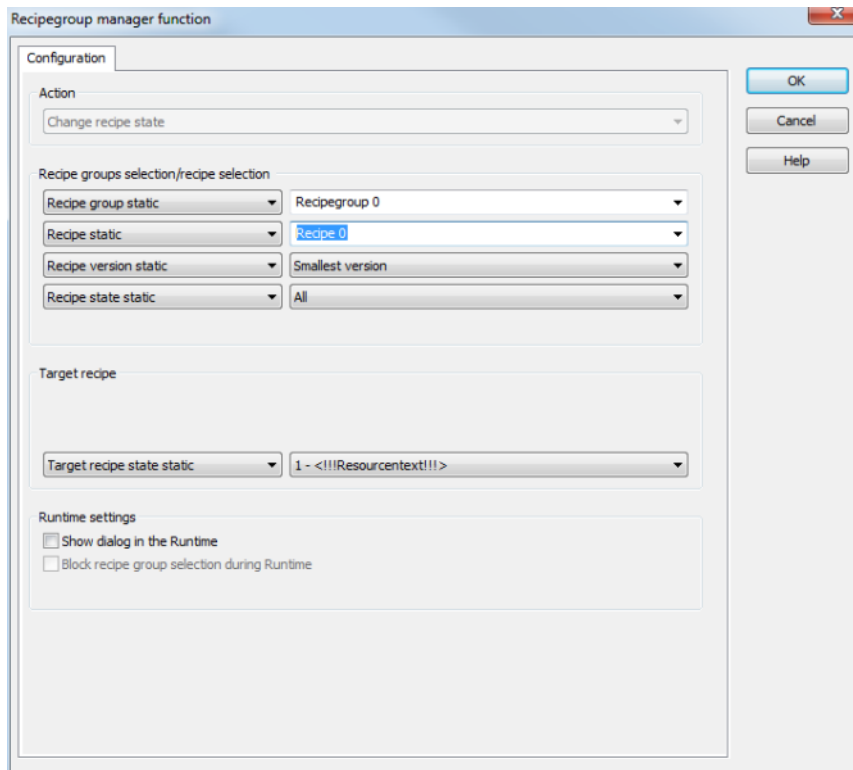 Recipegroup manager function
Configuration
OK
Action
Change recipe state
Cancel
Help
Recipe groups selection/recipe selection
Recipe group static Recipegroup 0
Recipe static Recipe 0
Recipe version static Smallest version
Recipe state static All
Target recipe
Target recipe state static 1 - <!!!Resourcentext!!!>
Runtime settings
Show dialog in the Runtime
Block recipe group selection during Runtime